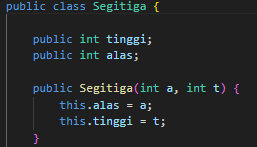 public class Segitiga {
public int tinggi;
public int alas;
public Segitiga(int a, int t) {
this.alas = a;
this.tinggi = t;
}